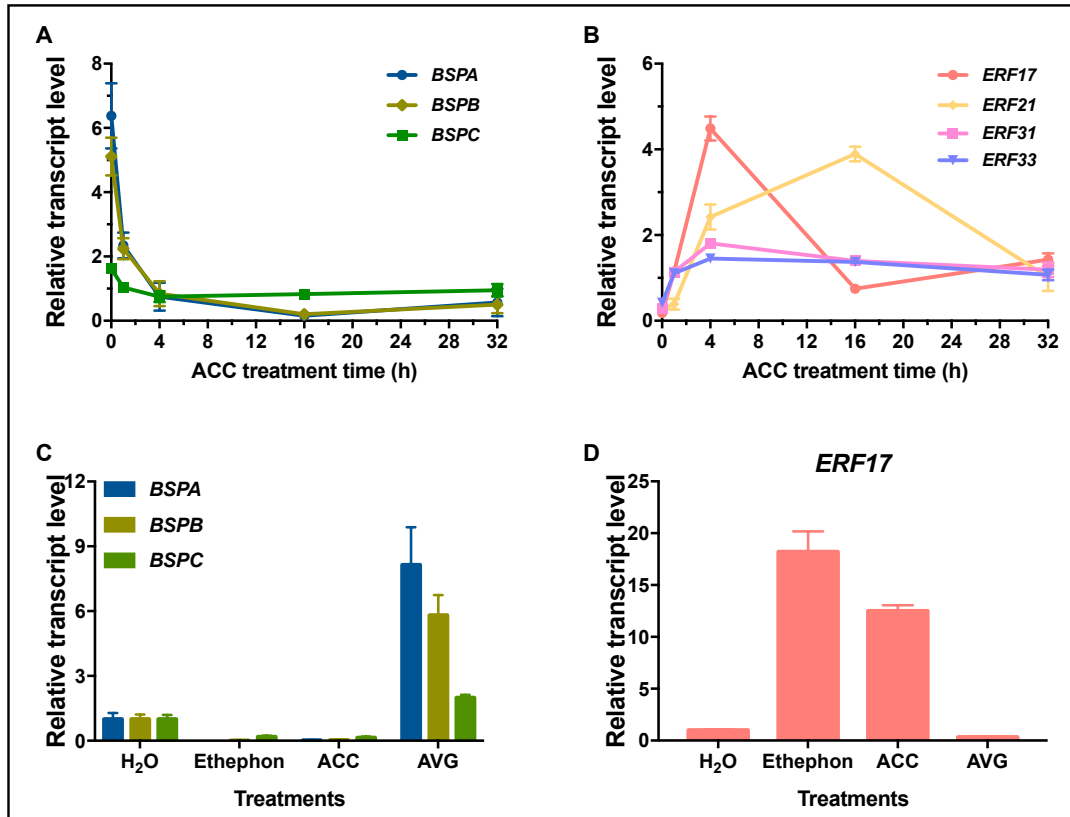 A
Relative transcript level
8
6
4
2
0
0 4 8 12 16 20 24 28 32
ACC treatment time (h)
BSPA
BSPB
BSPC
B
Relative transcript level
6
4
2
0
0 4 8 12 16 20 24 28 32
ACC treatment time (h)
ERF17
ERF21
ERF31
ERF33
C
Relative transcript level
12
9
6
3
0
BSPA
BSPB
BSPC
H2O Ethephon ACC AVG
Treatments
D
ERF17
Relative transcript level
25
20
15
10
5
0
H2O Ethephon ACC AVG
Treatments